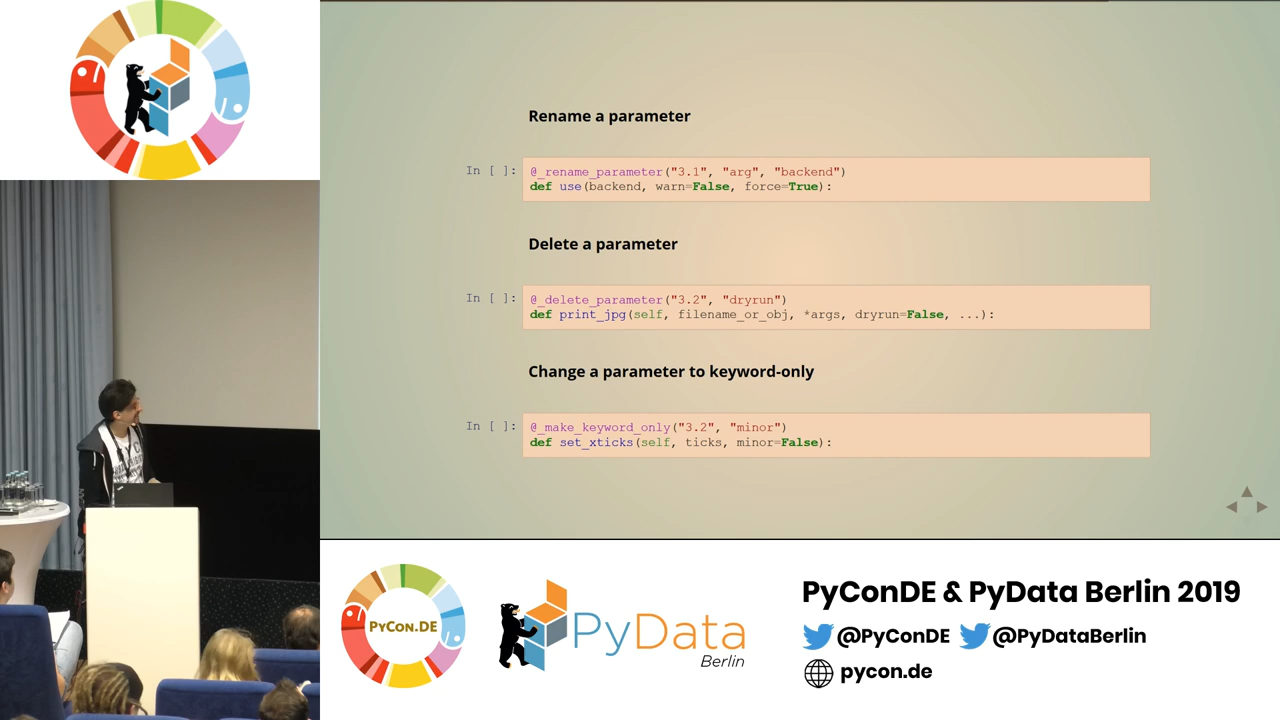 Rename a parameter
In [ ]: @_rename_parameter("3.1", "arg", "backend")
def use(backend, warn=False, force=True):
Delete a parameter
In [ ]: @_delete_parameter("3.2", "dryrun")
def print_jpg(self, filename_or_obj, *args, dryrun=False, ...):
Change a parameter to keyword-only
In [ ]: @_make_keyword_only("3.2", "minor")
def set_xticks(self, ticks, minor=False):
PYCON.DE
PyData
Berlin
PyConDE & PyData Berlin 2019
@PyConDE @PyDataBerlin
pycon.de